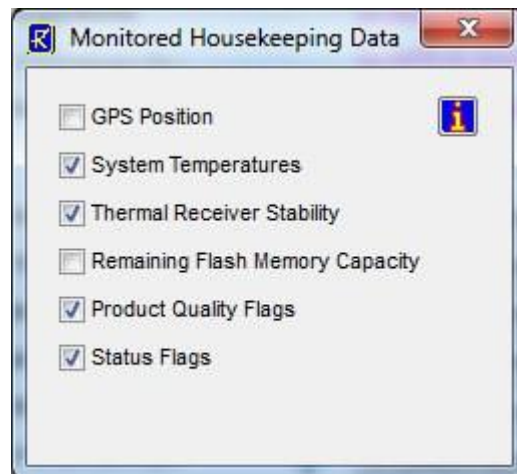 Monitored Housekeeping Data
GPS Position
System Temperatures
Thermal Receiver Stability
Remaining Flash Memory Capacity
Product Quality Flags
Status Flags